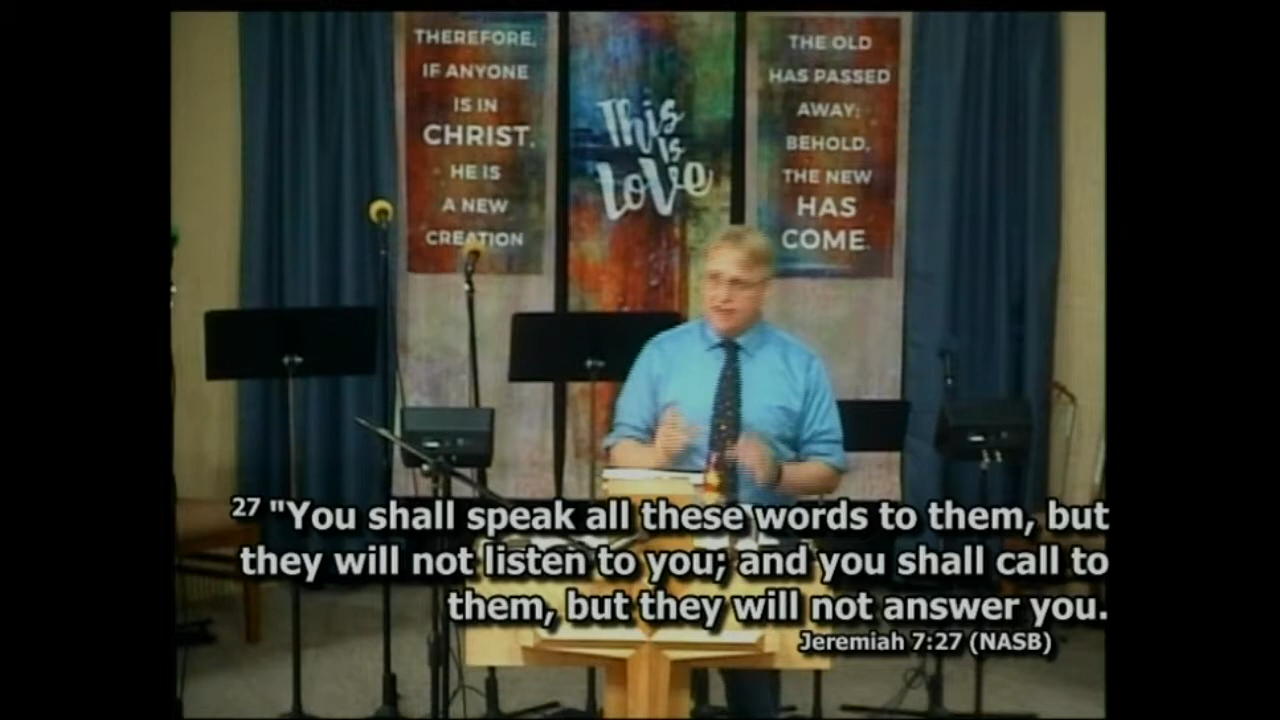 THEREFORE,
IF ANYONE
IS IN
CHRIST,
HE IS
A NEW
CREATION
This
is
Love
THE OLD
HAS PASSED
AWAY;
BEHOLD,
THE NEW
HAS
COME.
27 "You shall speak all these words to them, but
they will not listen to you; and you shall call to
them, but they will not answer you.
Jeremiah 7:27 (NASB)